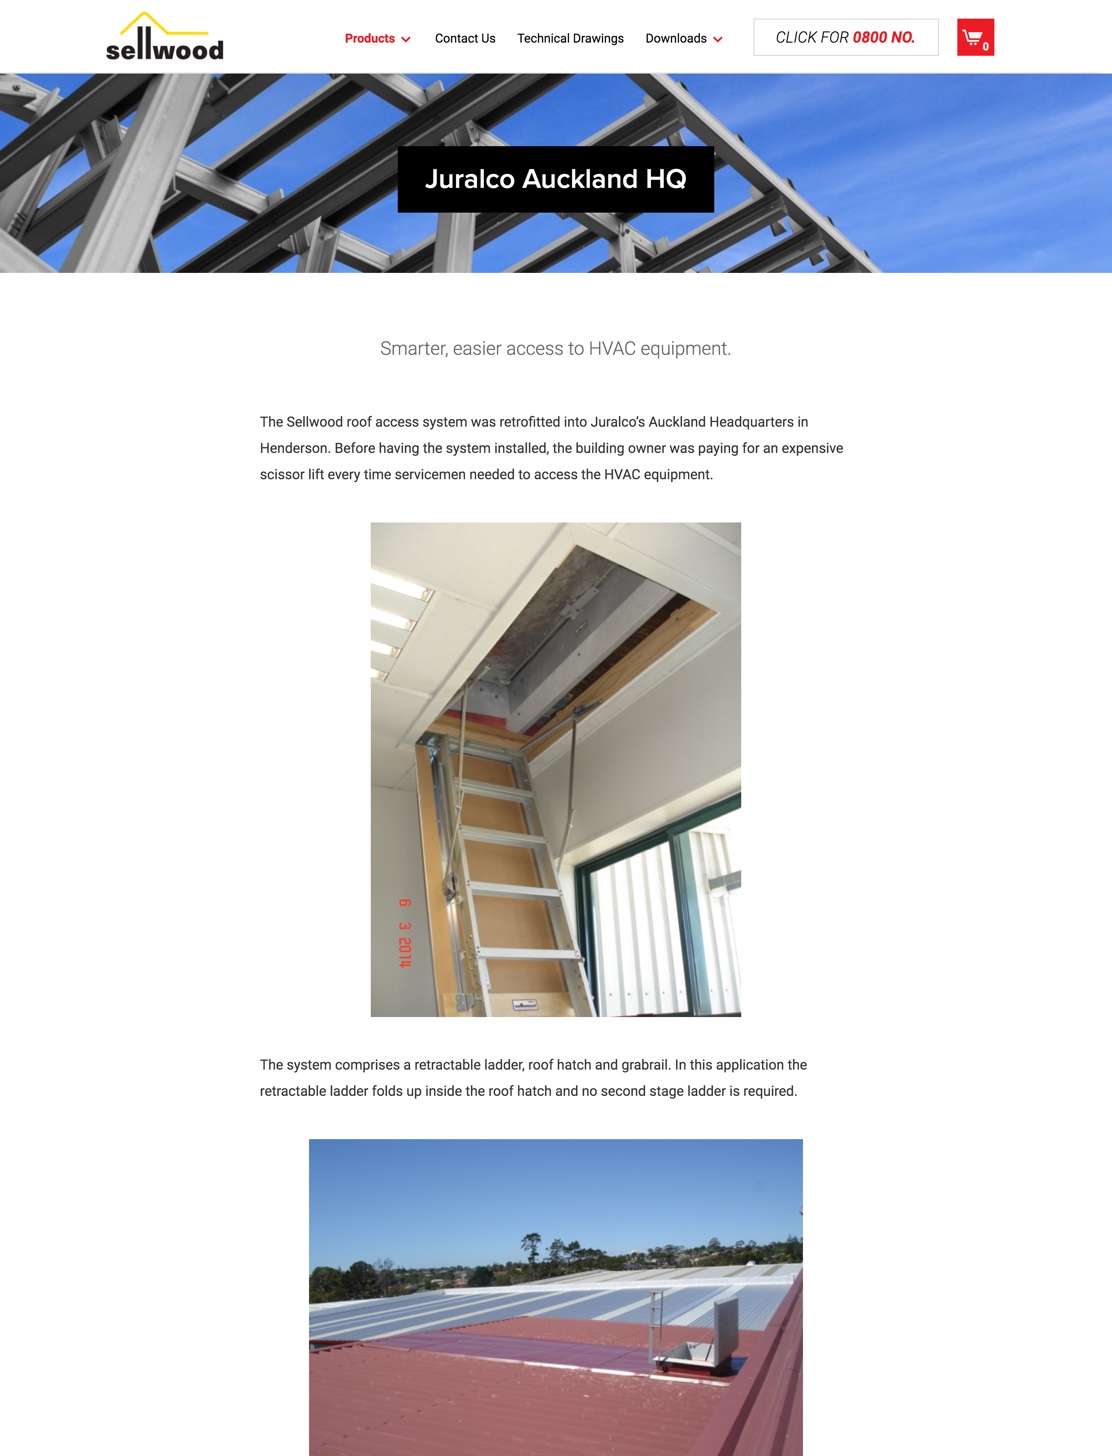 sellwood
Products
Contact Us
Technical Drawings
Downloads
CLICK FOR 0800 NO.
0
Juralco Auckland HQ
Smarter, easier access to HVAC equipment.
The Sellwood roof access system was retrofitted into Juralco’s Auckland Headquarters in
Henderson. Before having the system installed, the building owner was paying for an expensive
scissor lift every time servicemen needed to access the HVAC equipment.
6 3 2014
sellwood
The system comprises a retractable ladder, roof hatch and grabrail. In this application the
retractable ladder folds up inside the roof hatch and no second stage ladder is required.